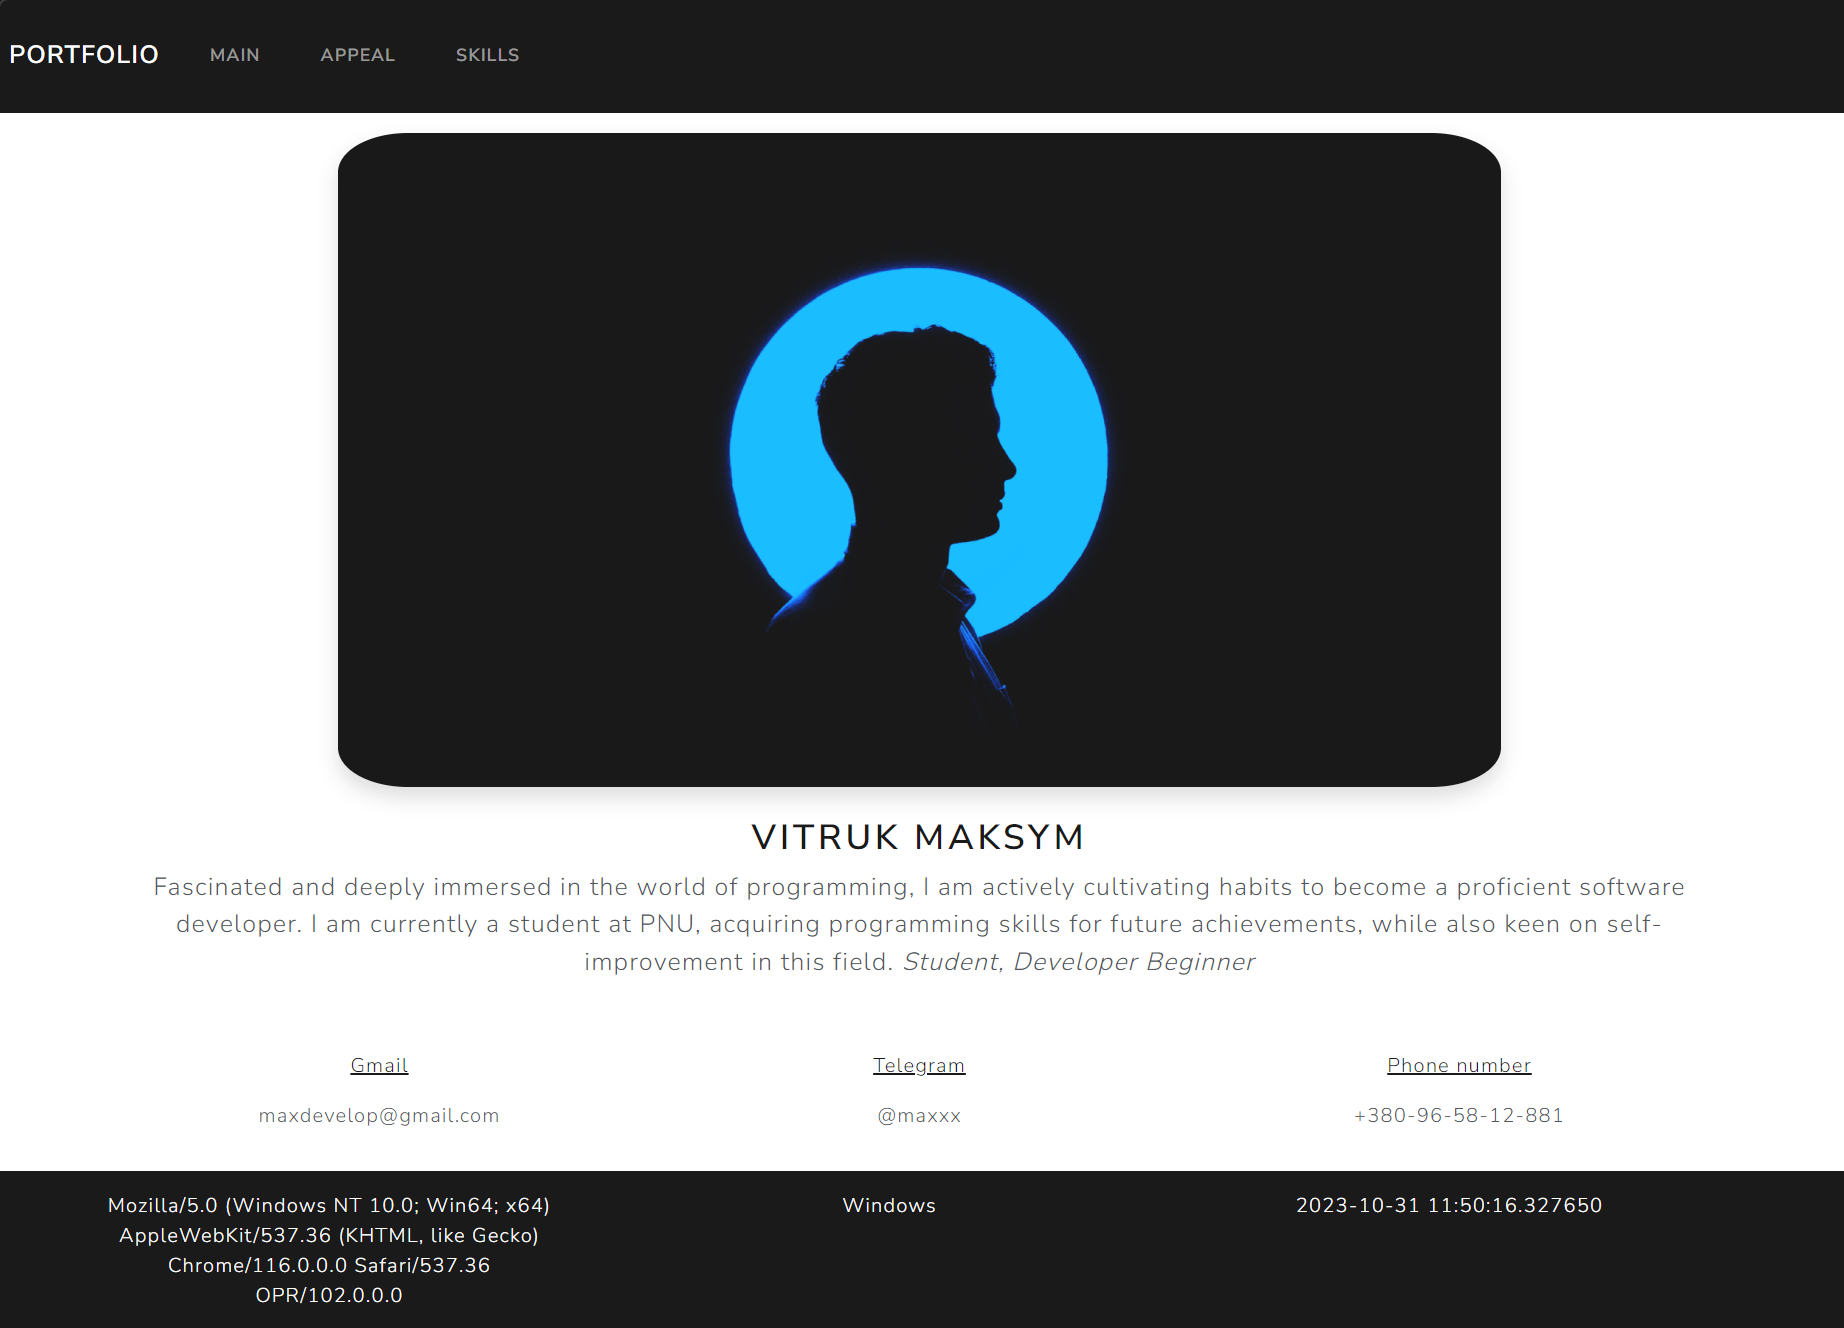 PORTFOLIO MAIN APPEAL SKILLS
VITRUK MAKSYM
Fascinated and deeply immersed in the world of programming, I am actively cultivating habits to become a proficient software
developer. I am currently a student at PNU, acquiring programming skills for future achievements, while also keen on self-
improvement in this field. Student, Developer Beginner
Gmail
maxdevelop@gmail.com
Telegram
@maxxx
Phone number
+380-96-58-12-881
Mozilla/5.0 (Windows NT 10.0; Win64; x64)
AppleWebKit/537.36 (KHTML, like Gecko)
Chrome/116.0.0.0 Safari/537.36
OPR/102.0.0.0
Windows
2023-10-31 11:50:16.327650